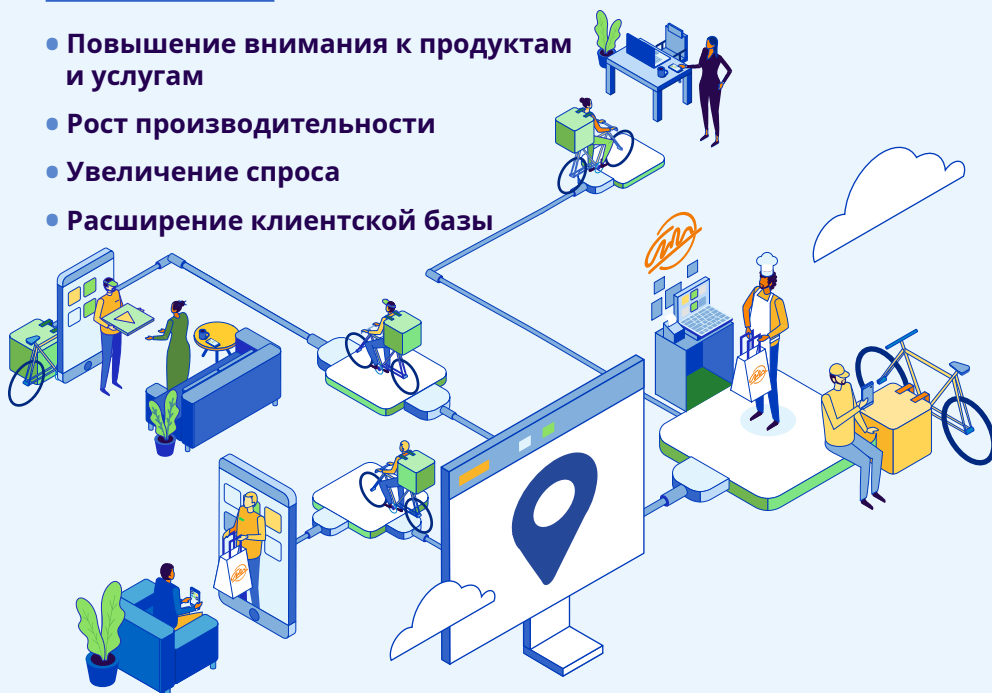 • Повышение внимания к продуктам
и услугам
• Рост производительности
• Увеличение спроса
• Расширение клиентской базы